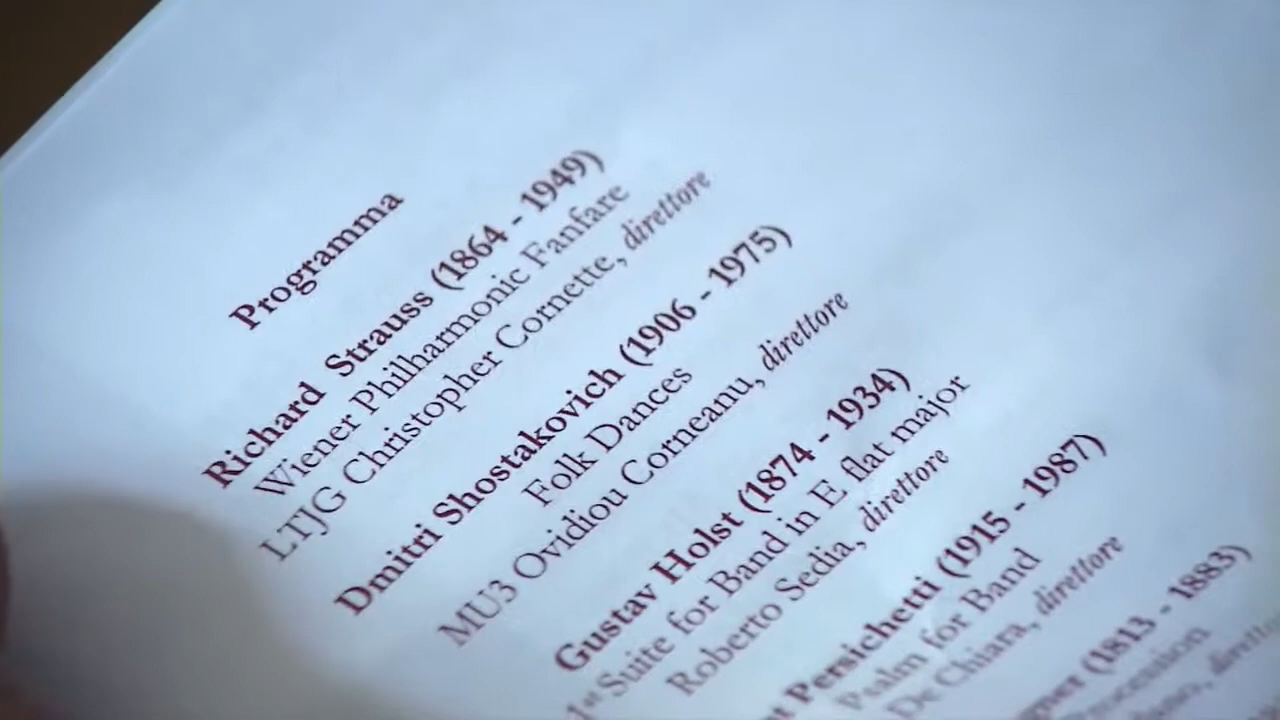 Programma
Richard Strauss (1864 - 1949)
Wiener Philharmonic Fanfare
LTJG Christopher Cornette, direttore
Dmitri Shostakovich (1906 - 1975)
Folk Dances
MU3 Ovidiou Corneanu, direttore
Gustav Holst (1874 - 1934)
1st Suite for Band in E flat major
Roberto Sedia, direttore
Persichetti (1915 - 1987)
Psalm for Band
De Chiara, direttore
(1813 - 1883)